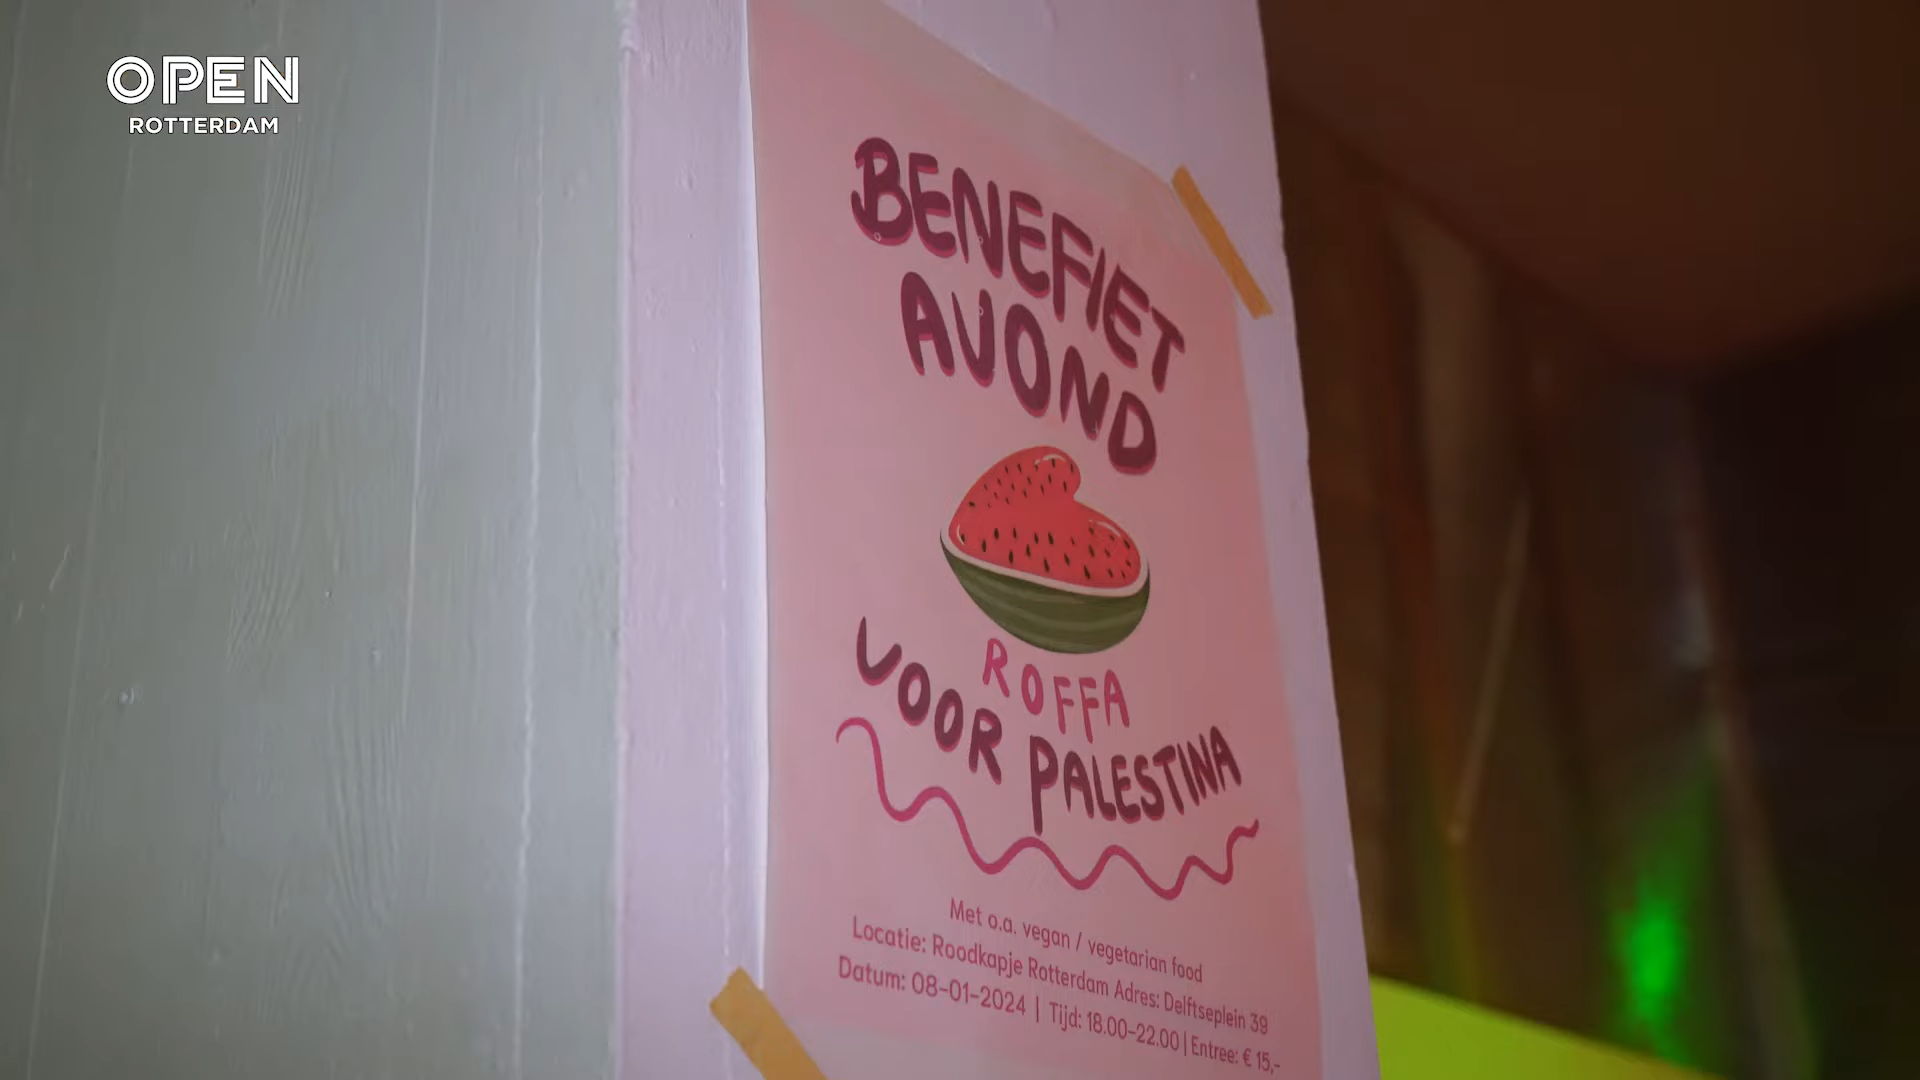 OPEN
ROTTERDAM
BENEFIET
AVOND
ROFFA
VOOR PALESTINA
Met o.a. vegan / vegetarian food
Locatie: Roodkapje Rotterdam Adres: Delftseplein 39
Datum: 08-01-2024 | Tijd: 18.00-22.00 | Entree: € 15,-